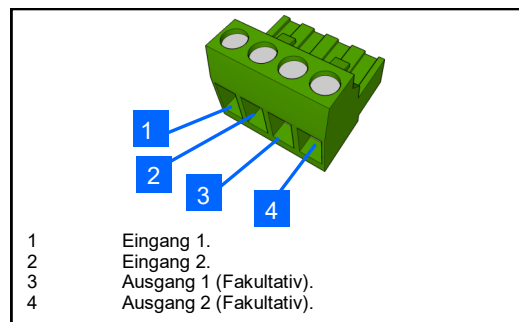 1
2
3
4
1 Eingang 1.
2 Eingang 2.
3 Ausgang 1 (Fakultativ).
4 Ausgang 2 (Fakultativ).